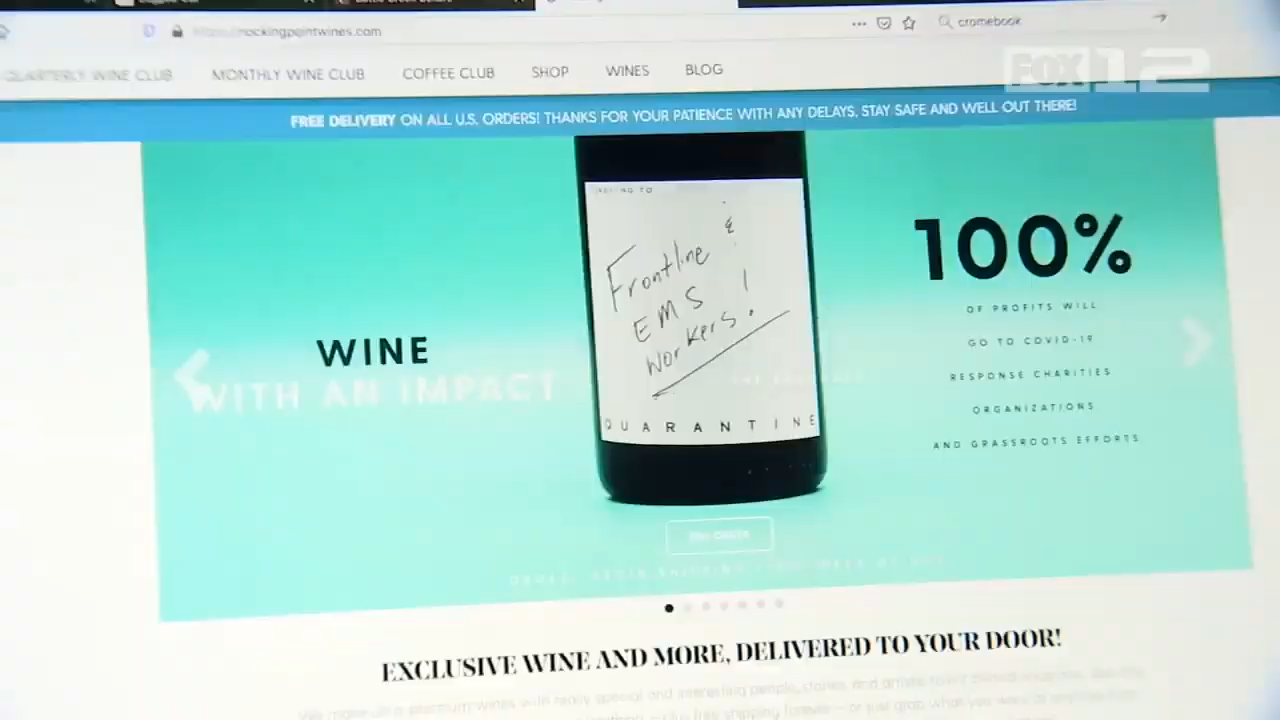 nockingpointwines.com
cromebook
FOX 12
QUARTERLY WINE CLUB MONTHLY WINE CLUB COFFEE CLUB SHOP WINES BLOG
FREE DELIVERY ON ALL U.S. ORDERS! THANKS FOR YOUR PATIENCE WITH ANY DELAYS, STAY SAFE AND WELL OUT THERE!
WINE
WITH AN IMPACT
Frontline &
EMS
Workers!
QUARANTINE
100%
OF PROFITS WILL
GO TO COVID-19
RESPONSE CHARITIES
ORGANIZATIONS
AND GRASSROOTS EFFORTS
EXCLUSIVE WINE AND MORE, DELIVERED TO YOUR DOOR!